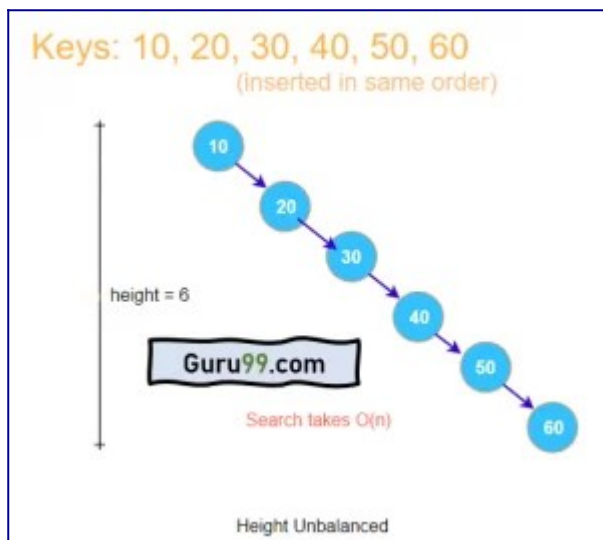 Keys: 10, 20, 30, 40, 50, 60
(inserted in same order)
10
20
30
height = 6
40
Guru99.com
50
Search takes O(n)
60
Height Unbalanced